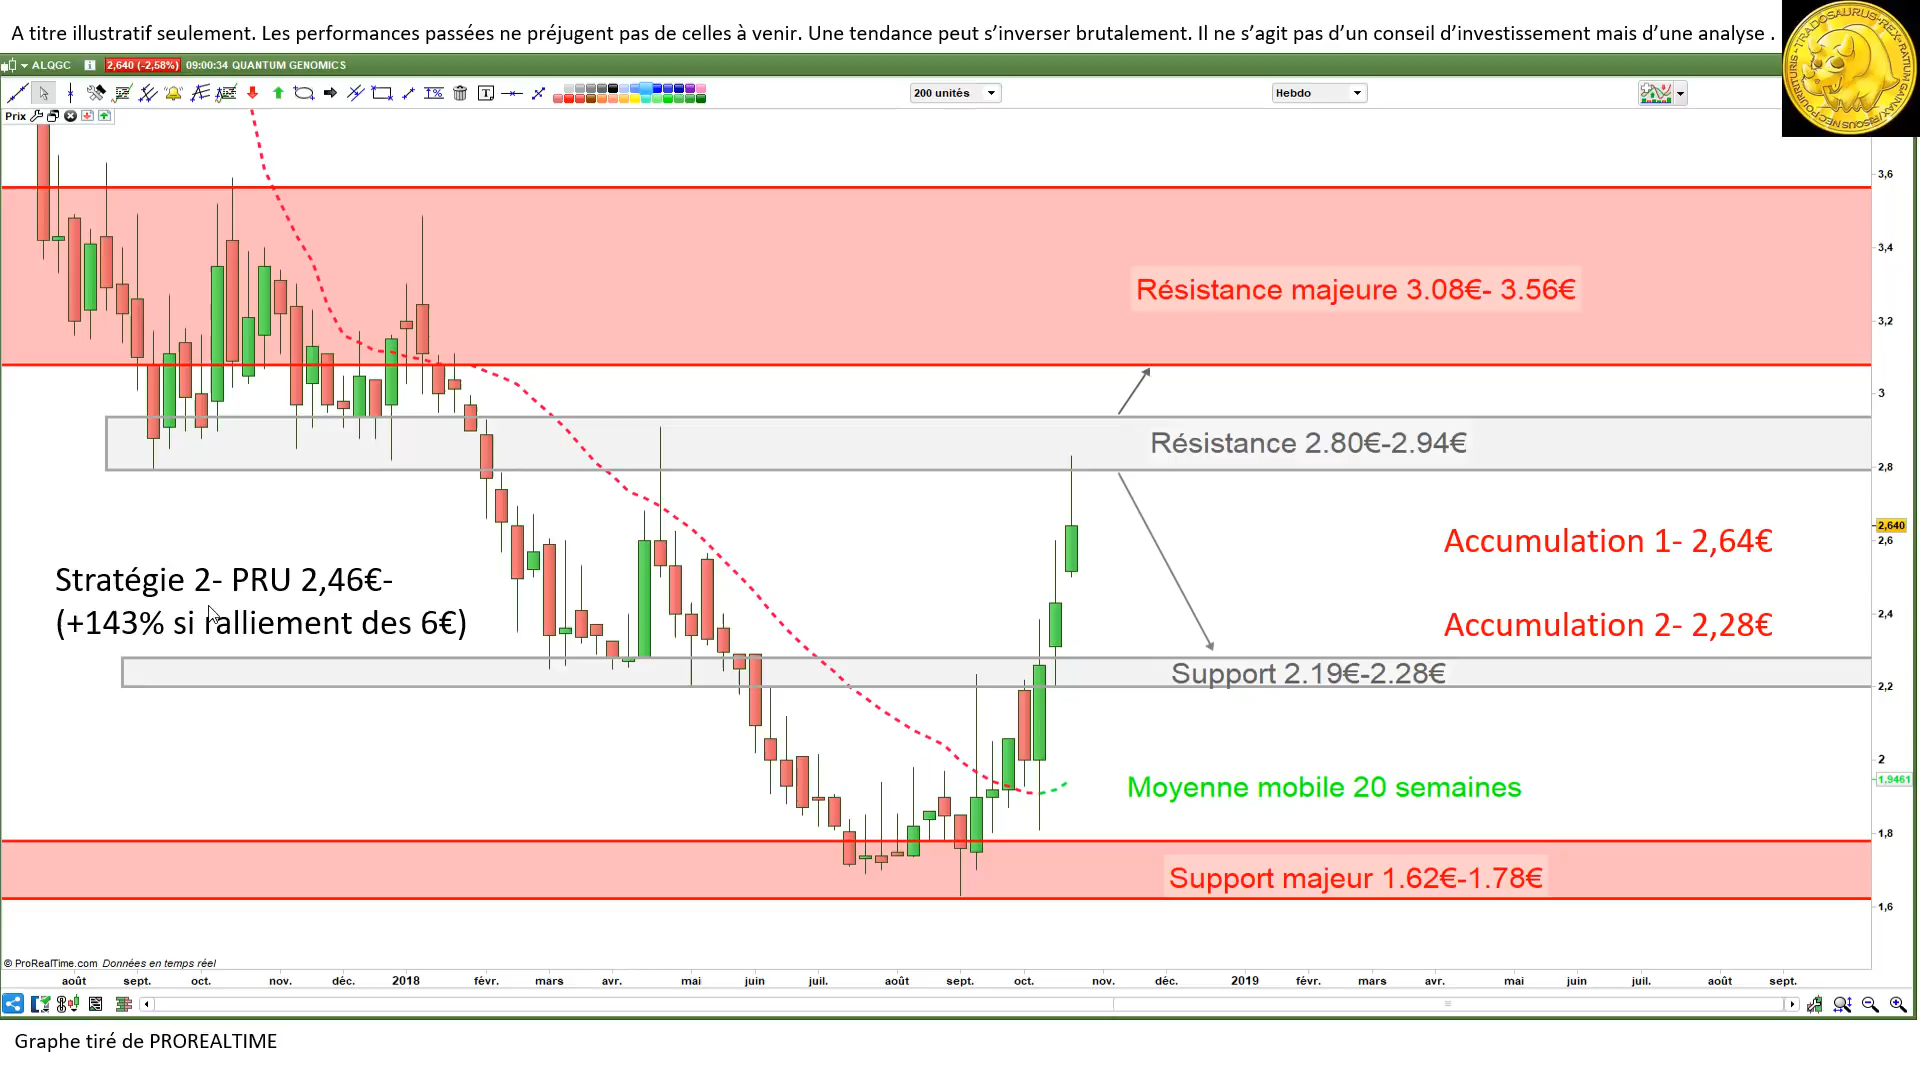 A titre illustratif seulement. Les performances passées ne préjugent pas de celles à venir. Une tendance peut s’inverser brutalement. Il ne s’agit pas d’un conseil d’investissement mais d’une analyse .
ALQGC 2,640 (-2,58%) 09:00:34 QUANTUM GENOMICS
200 unités
Hebdo
Prix
3,6
3,4
Résistance majeure 3.08€- 3.56€
3,2
3
Résistance 2.80€-2.94€
2,8
2,640
2,6
Accumulation 1- 2,64€
Stratégie 2- PRU 2,46€-
(+143% si ralliement des 6€)
2,4
Accumulation 2- 2,28€
Support 2.19€-2.28€
2,2
2
1,9461
Moyenne mobile 20 semaines
1,8
Support majeur 1.62€-1.78€
1,6
© ProRealTime.com Données en temps réel
août sept. oct. nov. déc. 2018 févr. mars avr. mai juin juil. août sept. oct. nov. déc. 2019 févr. mars avr. mai juin juil. août sept.
Graphe tiré de PROREALTIME